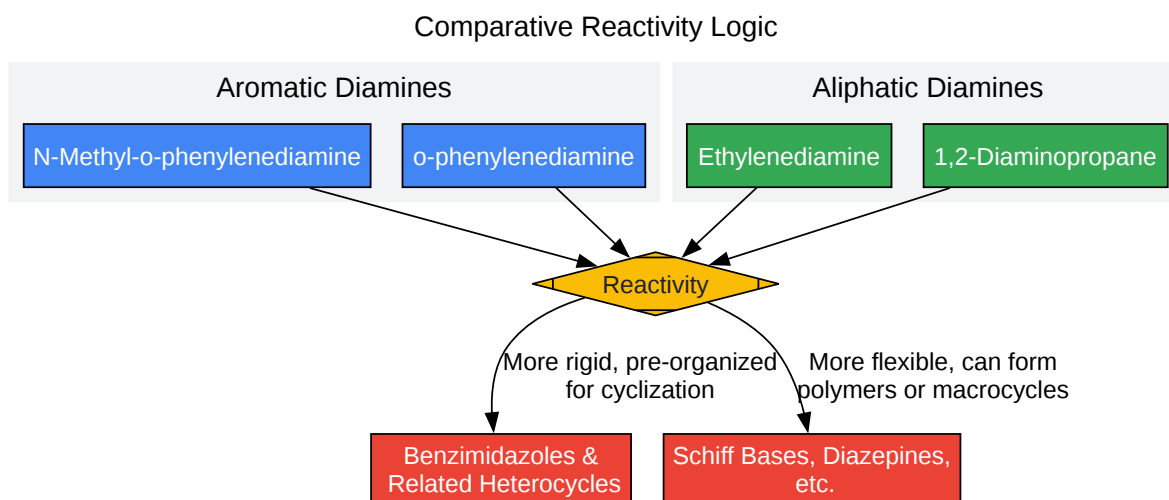 Comparative Reactivity Logic
Aromatic Diamines
Aliphatic Diamines
N-Methyl-o-phenylenediamine
o-phenylenediamine
Ethylenediamine
1,2-Diaminopropane
Reactivity
More rigid, pre-organized
for cyclization
More flexible, can form
polymers or macrocycles
Benzimidazoles &
Related Heterocycles
Schiff Bases, Diazepines,
etc.